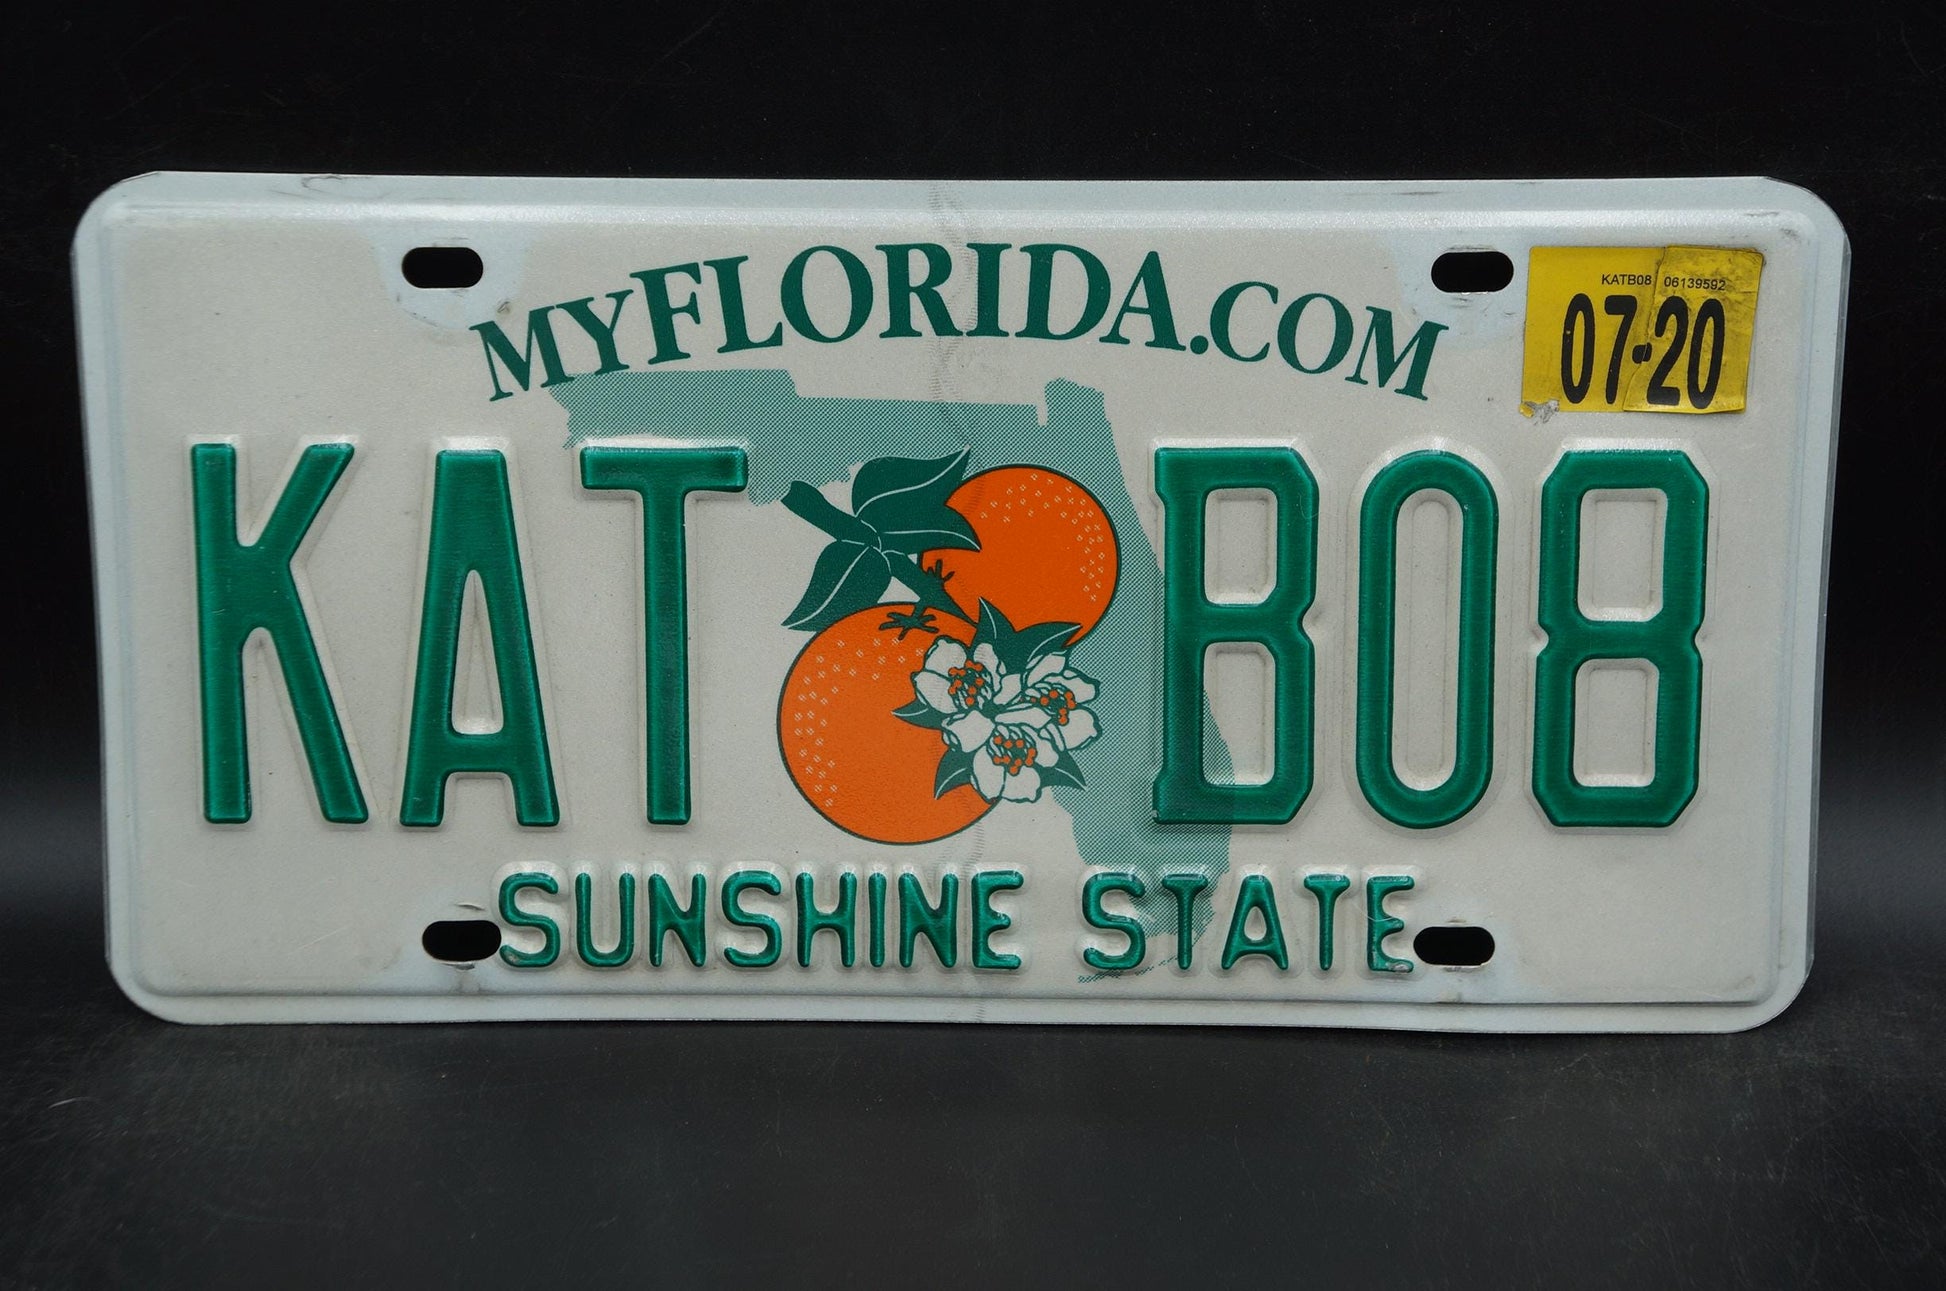 MYFLORIDA.COM
KATB08 06139592
07-20
KAT B08
SUNSHINE STATE